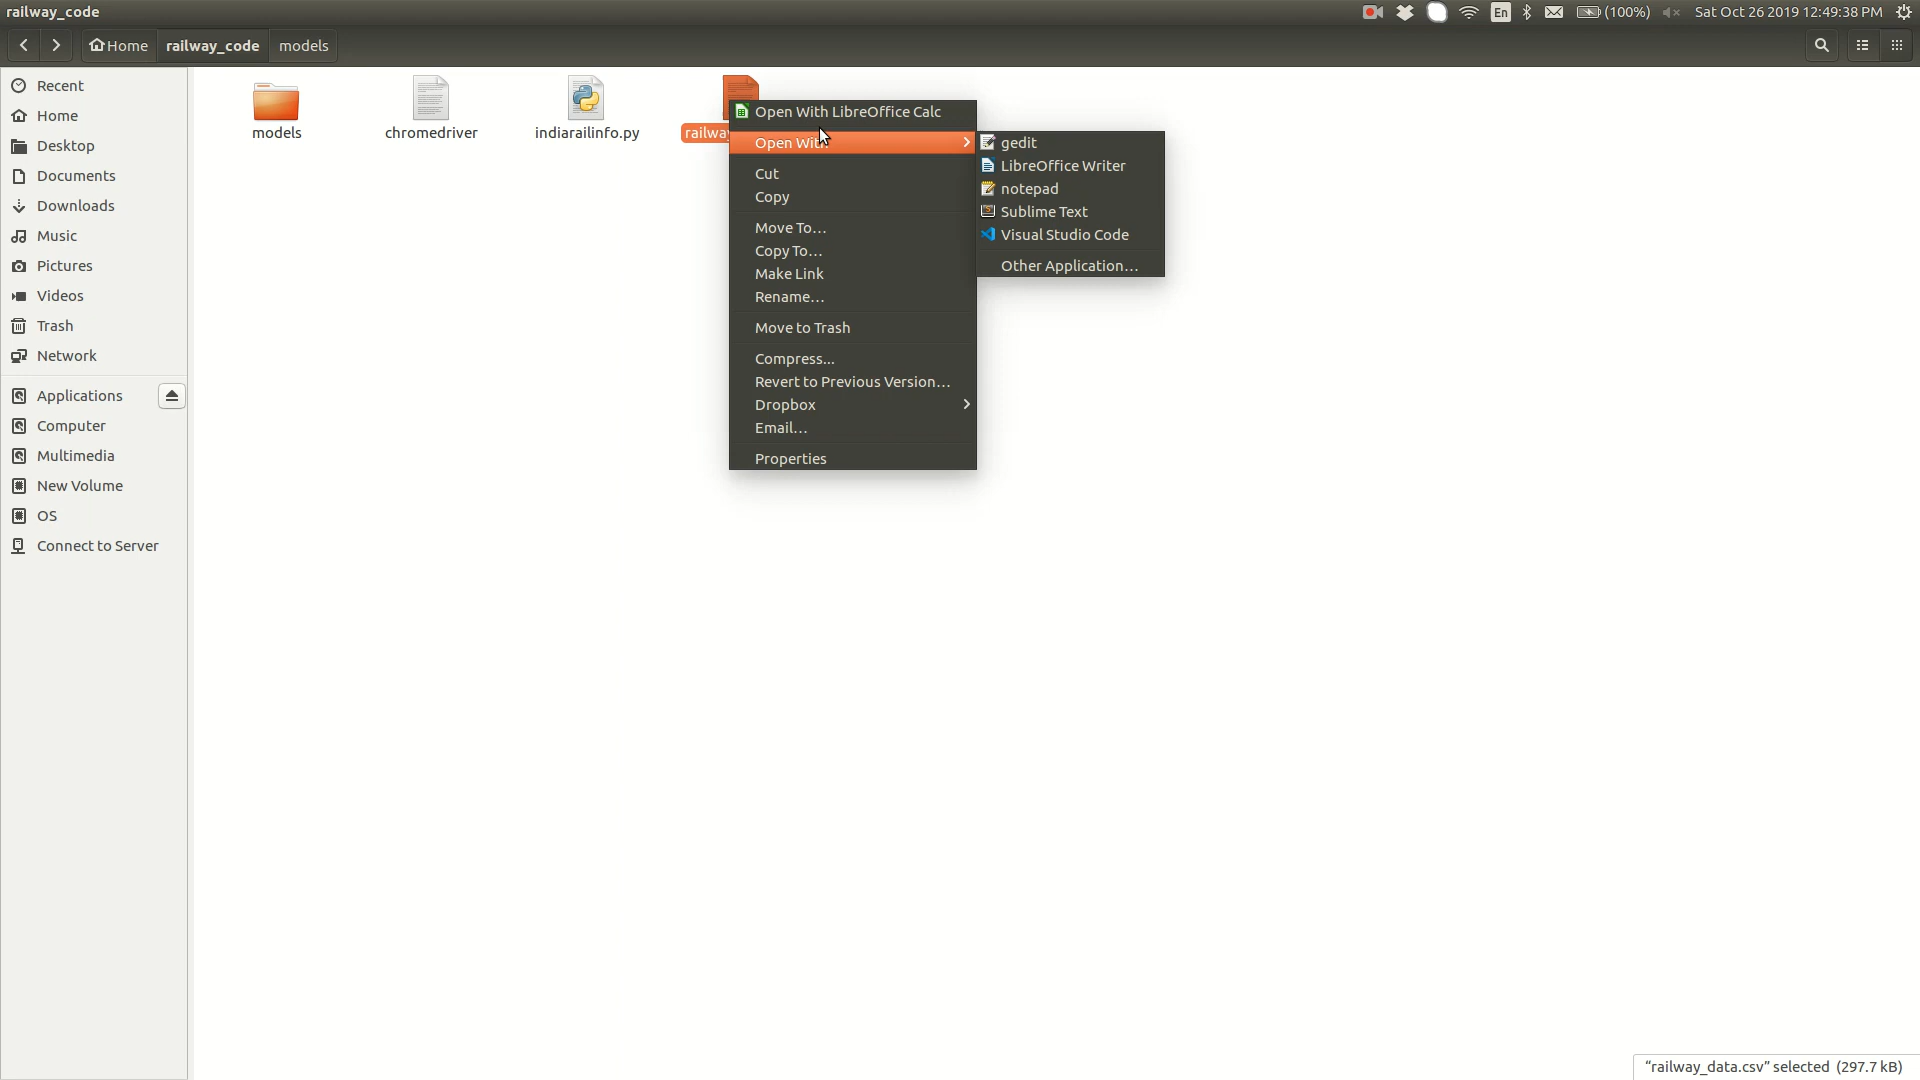 railway_code
En
(100%)
Sat Oct 26 2019 12:49:38 PM
Home
railway_code
models
Recent
Home
Desktop
Documents
Downloads
Music
Pictures
Videos
Trash
Network
Applications
Computer
Multimedia
New Volume
OS
Connect to Server
models
chromedriver
indiarailinfo.py
railway
Open With LibreOffice Calc
Open With
Cut
Copy
Move To…
Copy To…
Make Link
Rename…
Move to Trash
Compress...
Revert to Previous Version…
Dropbox
Email…
Properties
gedit
LibreOffice Writer
notepad
Sublime Text
Visual Studio Code
Other Application…
“railway_data.csv” selected (297.7 kB)